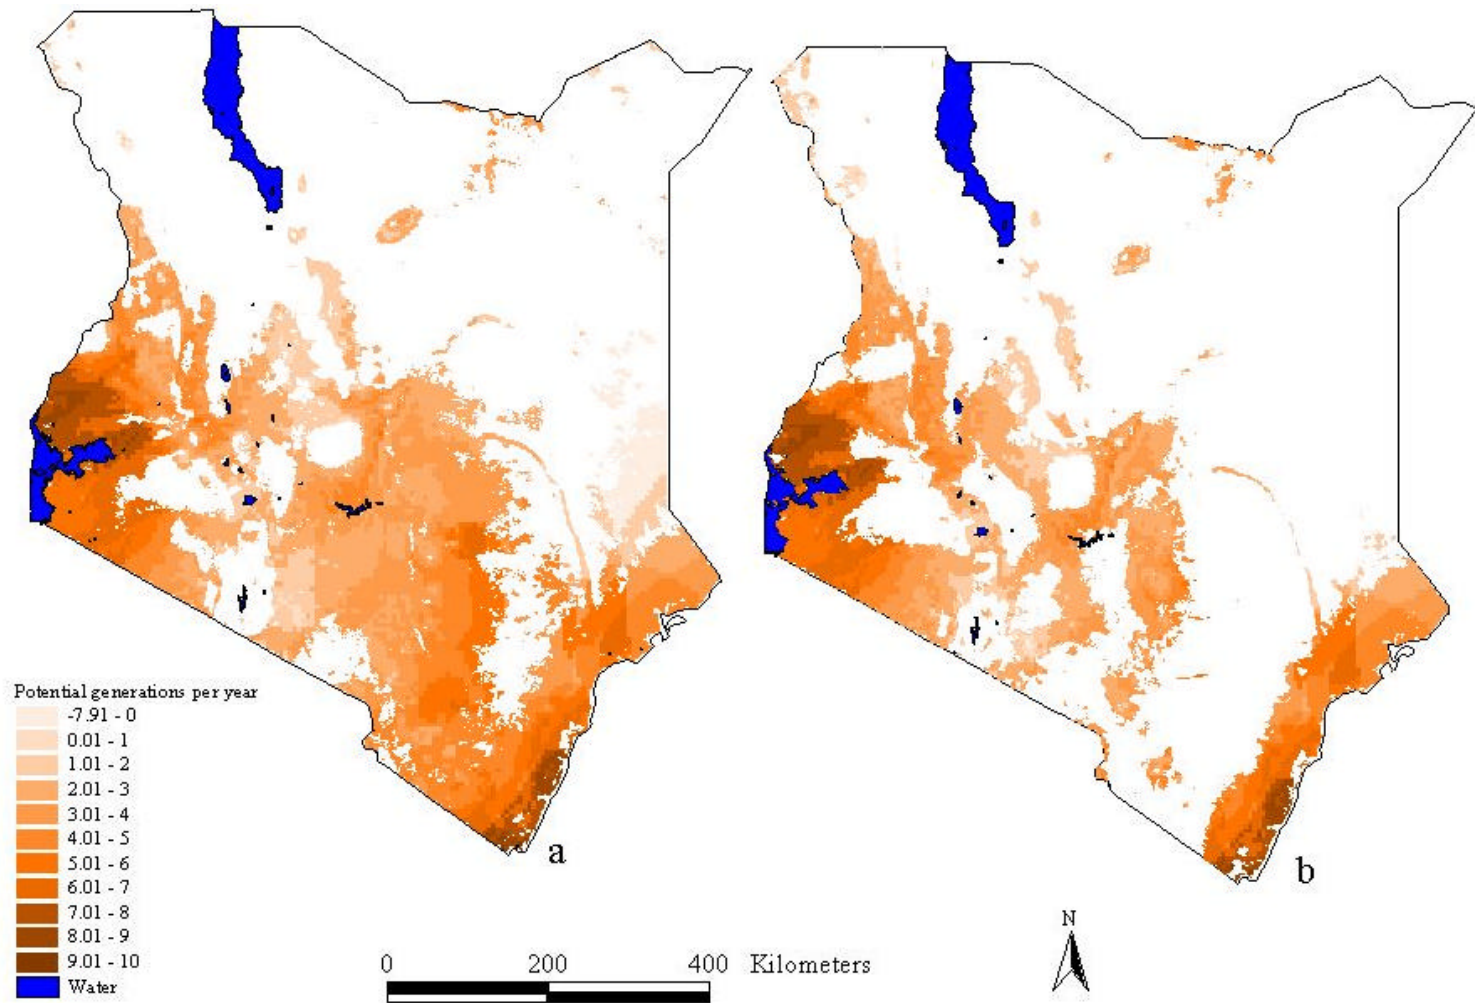 Potential generations per year
-7.91 - 0
0.01 - 1
1.01 - 2
2.01 - 3
3.01 - 4
4.01 - 5
5.01 - 6
6.01 - 7
7.01 - 8
8.01 - 9
9.01 - 10
Water
a
b
N
0 200 400 Kilometers